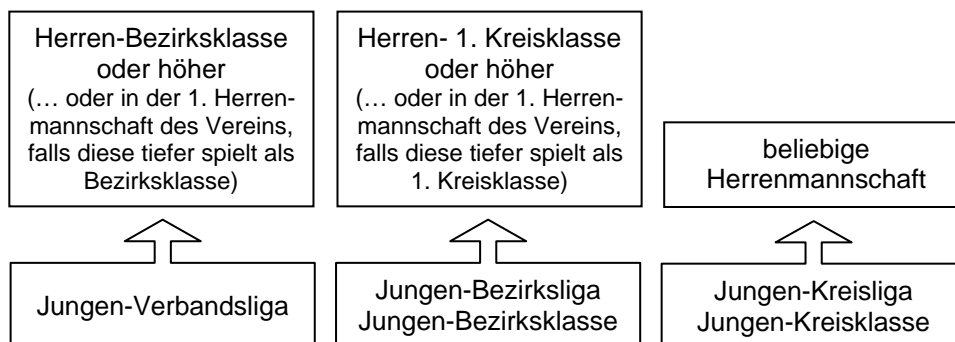 Herren-Bezirksklasse
oder höher
(… oder in der 1. Herren-
mannschaft des Vereins,
falls diese tiefer spielt als
Bezirksklasse)
Herren- 1. Kreisklasse
oder höher
(… oder in der 1. Herren-
mannschaft des Vereins,
falls diese tiefer spielt als
1. Kreisklasse)
beliebige
Herrenmannschaft
Jungen-Verbandsliga
Jungen-Bezirksliga
Jungen-Bezirksklasse
Jungen-Kreisliga
Jungen-Kreisklasse